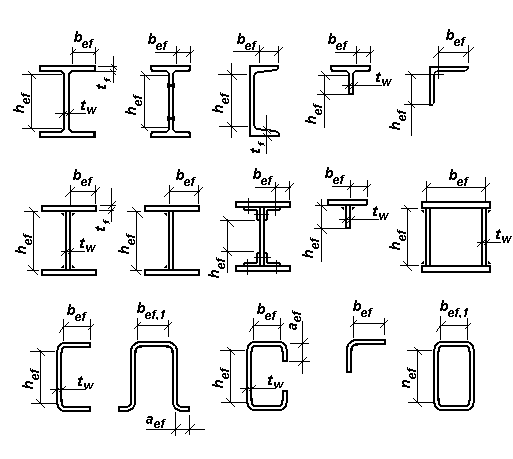 b_ef b_ef b_ef b_ef b_ef
h_ef t_w t_f h_ef h_ef t_f h_ef t_w h_ef
b_ef b_ef b_ef b_ef b_ef
h_ef t_w t_f h_ef h_ef h_ef t_w h_ef t_w
b_ef b_ef,1 b_ef a_ef b_ef b_ef,1
h_ef t_w a_ef h_ef t_w h_ef